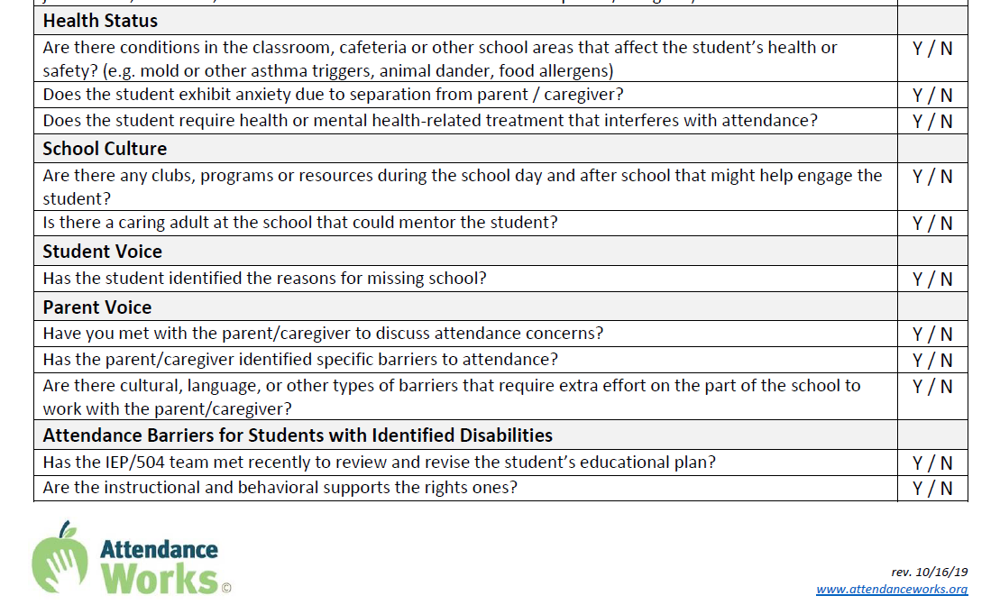 Health Status
Are there conditions in the classroom, cafeteria or other school areas that affect the student’s health or Y / N
safety? (e.g. mold or other asthma triggers, animal dander, food allergens)
Does the student exhibit anxiety due to separation from parent / caregiver? Y / N
Does the student require health or mental health-related treatment that interferes with attendance? Y / N
School Culture
Are there any clubs, programs or resources during the school day and after school that might help engage the Y / N
student?
Is there a caring adult at the school that could mentor the student? Y / N
Student Voice
Has the student identified the reasons for missing school? Y / N
Parent Voice
Have you met with the parent/caregiver to discuss attendance concerns? Y / N
Has the parent/caregiver identified specific barriers to attendance? Y / N
Are there cultural, language, or other types of barriers that require extra effort on the part of the school to Y / N
work with the parent/caregiver?
Attendance Barriers for Students with Identified Disabilities
Has the IEP/504 team met recently to review and revise the student’s educational plan? Y / N
Are the instructional and behavioral supports the rights ones? Y / N
Attendance
Works©
rev. 10/16/19
www.attendanceworks.org